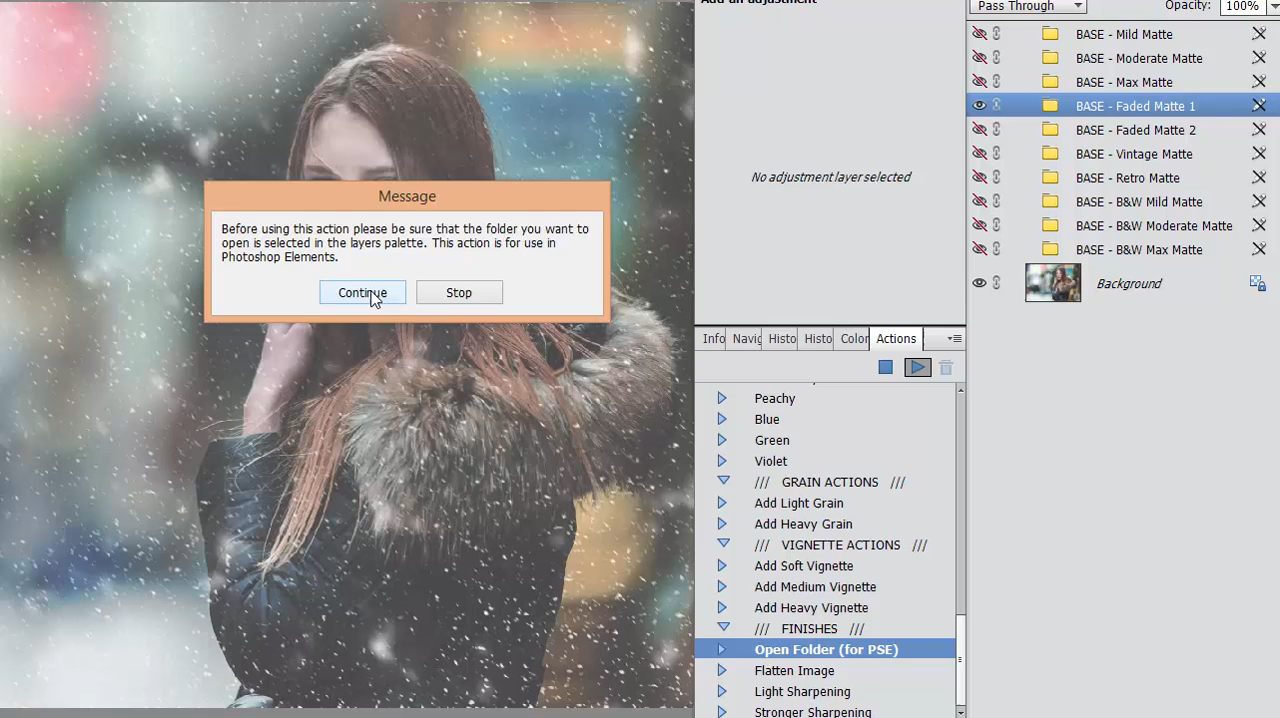 Add an adjustment
Pass Through
Opacity: 100%
BASE - Mild Matte
BASE - Moderate Matte
BASE - Max Matte
BASE - Faded Matte 1
BASE - Faded Matte 2
BASE - Vintage Matte
BASE - Retro Matte
BASE - B&W Mild Matte
BASE - B&W Moderate Matte
BASE - B&W Max Matte
Background
No adjustment layer selected
Message
Before using this action please be sure that the folder you want to
open is selected in the layers palette. This action is for use in
Photoshop Elements.
Continue
Stop
Info Navig Histo Histo Color Actions
Peachy
Blue
Green
Violet
/// GRAIN ACTIONS ///
Add Light Grain
Add Heavy Grain
/// VIGNETTE ACTIONS ///
Add Soft Vignette
Add Medium Vignette
Add Heavy Vignette
/// FINISHES ///
Open Folder (for PSE)
Flatten Image
Light Sharpening
Stronger Sharpening